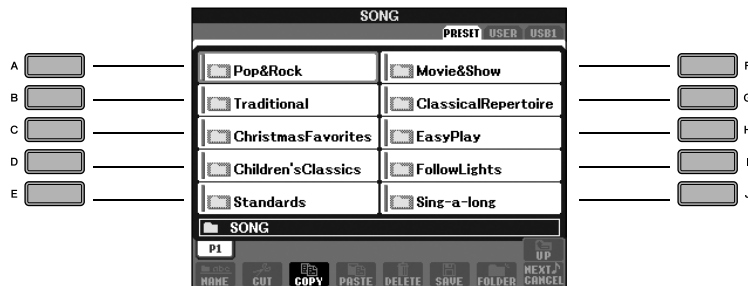 SONG
PRESET USER USB1
A Pop&Rock Movie&Show F
B Traditional ClassicalRepertoire G
C ChristmasFavorites EasyPlay H
D Children'sClassics FollowLights I
E Standards Sing-a-long J
SONG
P1 UP
NAME CUT COPY PASTE DELETE SAVE FOLDER NEXT♪ CANCEL